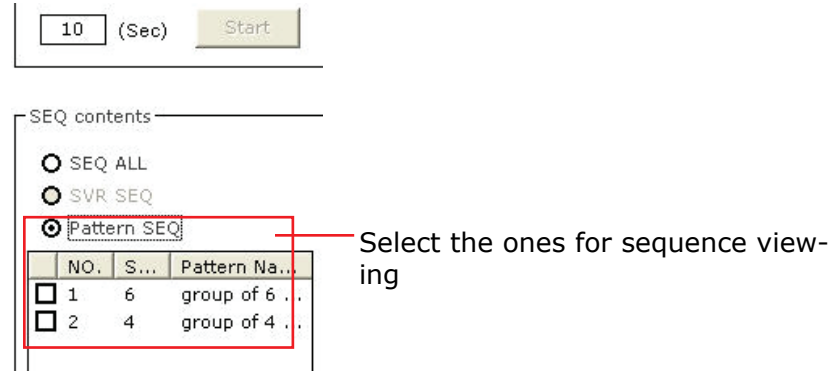 10 (Sec) Start
SEQ contents
SEQ ALL
SVR SEQ
Pattern SEQ
Select the ones for sequence view-
ing
NO. S... Pattern Na...
1 6 group of 6 ...
2 4 group of 4 ...